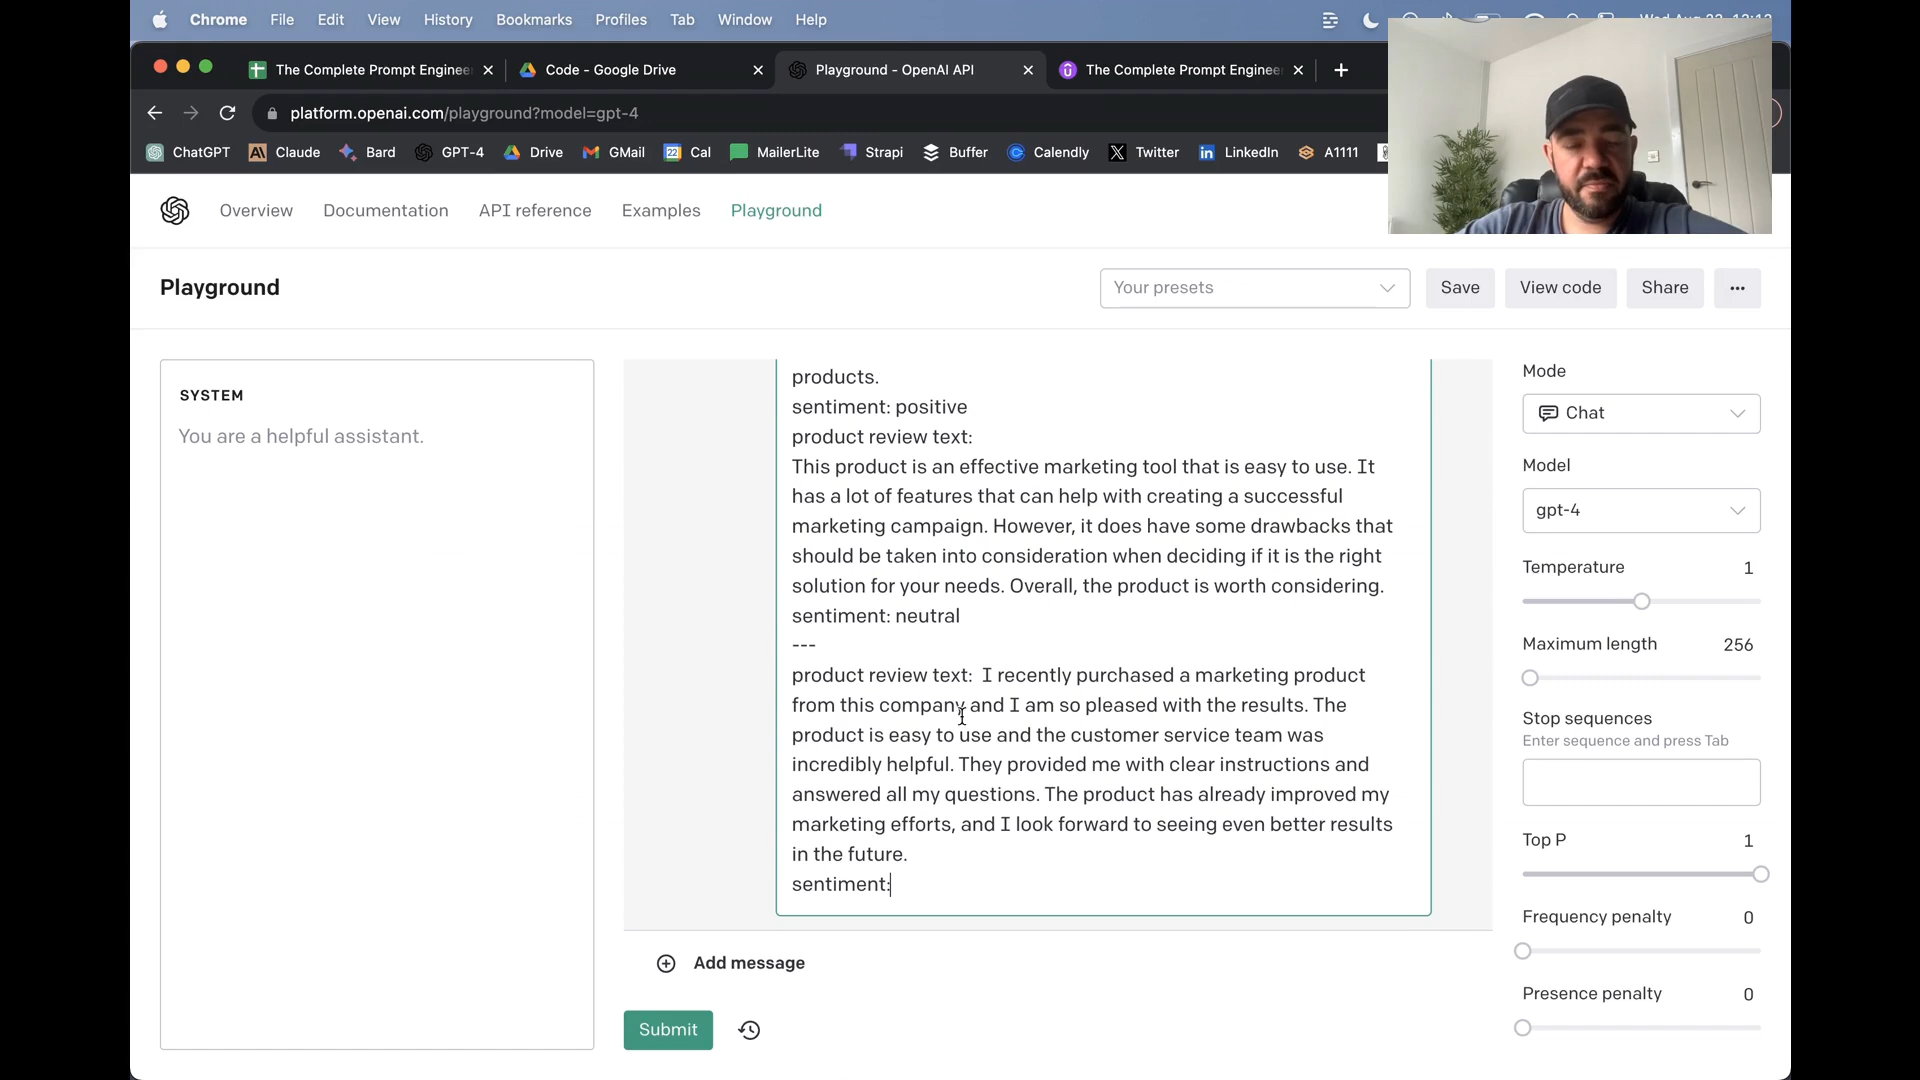 Chrome File Edit View History Bookmarks Profiles Tab Window Help
The Complete Prompt Enginee
Code - Google Drive
Playground - OpenAI API
The Complete Prompt Enginee
platform.openai.com/playground?model=gpt-4
ChatGPT Claude Bard GPT-4 Drive GMail 22 Cal MailerLite Strapi Buffer Calendly Twitter LinkedIn A1111
Overview Documentation API reference Examples Playground
Playground
Your presets Save View code Share ...
SYSTEM
You are a helpful assistant.
products.
sentiment: positive
product review text:
This product is an effective marketing tool that is easy to use. It
has a lot of features that can help with creating a successful
marketing campaign. However, it does have some drawbacks that
should be taken into consideration when deciding if it is the right
solution for your needs. Overall, the product is worth considering.
sentiment: neutral
---
product review text:  I recently purchased a marketing product
from this company and I am so pleased with the results. The
product is easy to use and the customer service team was
incredibly helpful. They provided me with clear instructions and
answered all my questions. The product has already improved my
marketing efforts, and I look forward to seeing even better results
in the future.
sentiment:
Add message
Submit
Mode
Chat
Model
gpt-4
Temperature 1
Maximum length 256
Stop sequences
Enter sequence and press Tab
Top P 1
Frequency penalty 0
Presence penalty 0